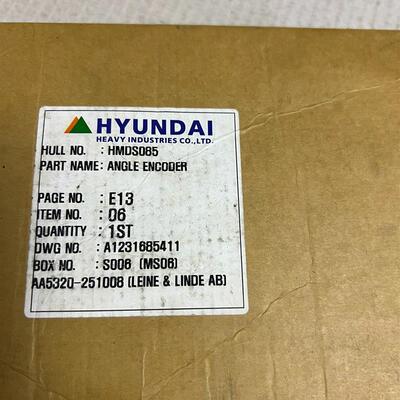 HYUNDAI
HEAVY INDUSTRIES CO.,LTD.
HULL NO. : HMDS085
PART NAME: ANGLE ENCODER
PAGE NO. : E13
ITEM NO. : 06
QUANTITY : 1ST
DWG NO. : A1231685411
BOX NO. : S006 (MS06)
AA5320-251008 (LEINE & LINDE AB)